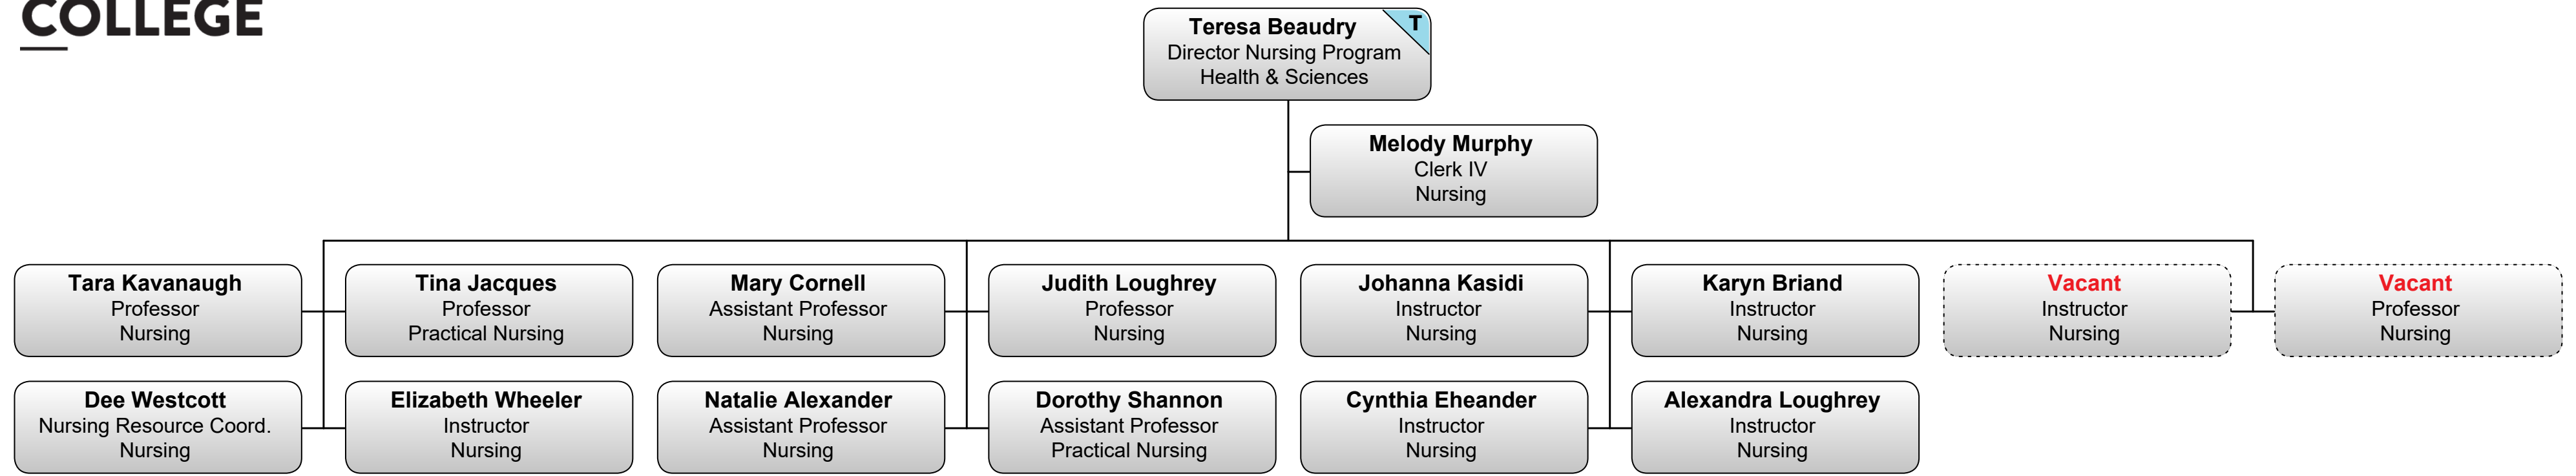 COLLEGE
Teresa Beaudry
T
Director Nursing Program
Health & Sciences
Melody Murphy
Clerk IV
Nursing
Tara Kavanaugh
Professor
Nursing
Tina Jacques
Professor
Practical Nursing
Mary Cornell
Assistant Professor
Nursing
Judith Loughrey
Professor
Nursing
Johanna Kasidi
Instructor
Nursing
Karyn Briand
Instructor
Nursing
Vacant
Instructor
Nursing
Vacant
Professor
Nursing
Dee Westcott
Nursing Resource Coord.
Nursing
Elizabeth Wheeler
Instructor
Nursing
Natalie Alexander
Assistant Professor
Nursing
Dorothy Shannon
Assistant Professor
Practical Nursing
Cynthia Eheander
Instructor
Nursing
Alexandra Loughrey
Instructor
Nursing